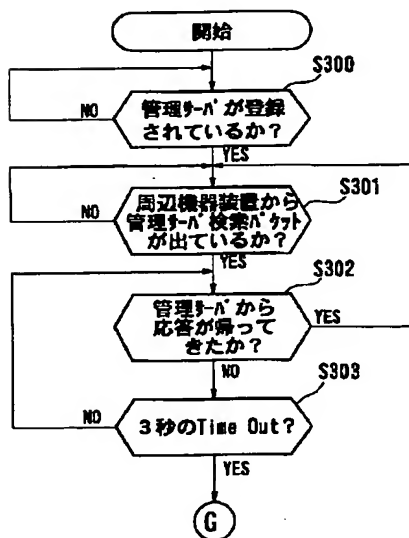 開始
S300
管理ｻｰﾊﾞが登録
されているか？
NO
YES
S301
周辺機器装置から
管理ｻｰﾊﾞ検索ﾊﾟｹｯﾄ
が出ているか？
NO
YES
S302
管理ｻｰﾊﾞから
応答が帰って
きたか？
YES
NO
S303
3秒のTime Out？
NO
YES
G